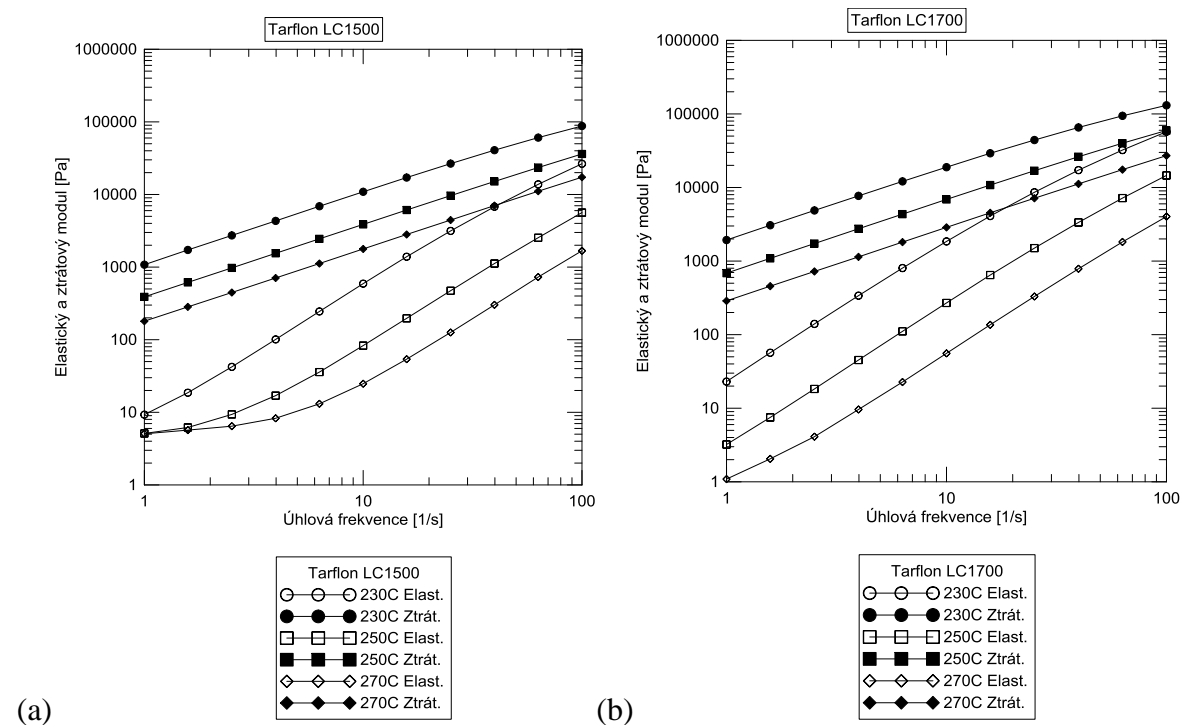 Tarflon LC1500
1000000
100000
10000
1000
100
10
1
Elastický a ztrátový modul [Pa]
1
10
100
Úhlová frekvence [1/s]
Tarflon LC1500
230C Elast.
230C Ztrát.
250C Elast.
250C Ztrát.
270C Elast.
270C Ztrát.
(a)
Tarflon LC1700
1000000
100000
10000
1000
100
10
1
Elastický a ztrátový modul [Pa]
1
10
100
Úhlová frekvence [1/s]
Tarflon LC1700
230C Elast.
230C Ztrát.
250C Elast.
250C Ztrát.
270C Elast.
270C Ztrát.
(b)